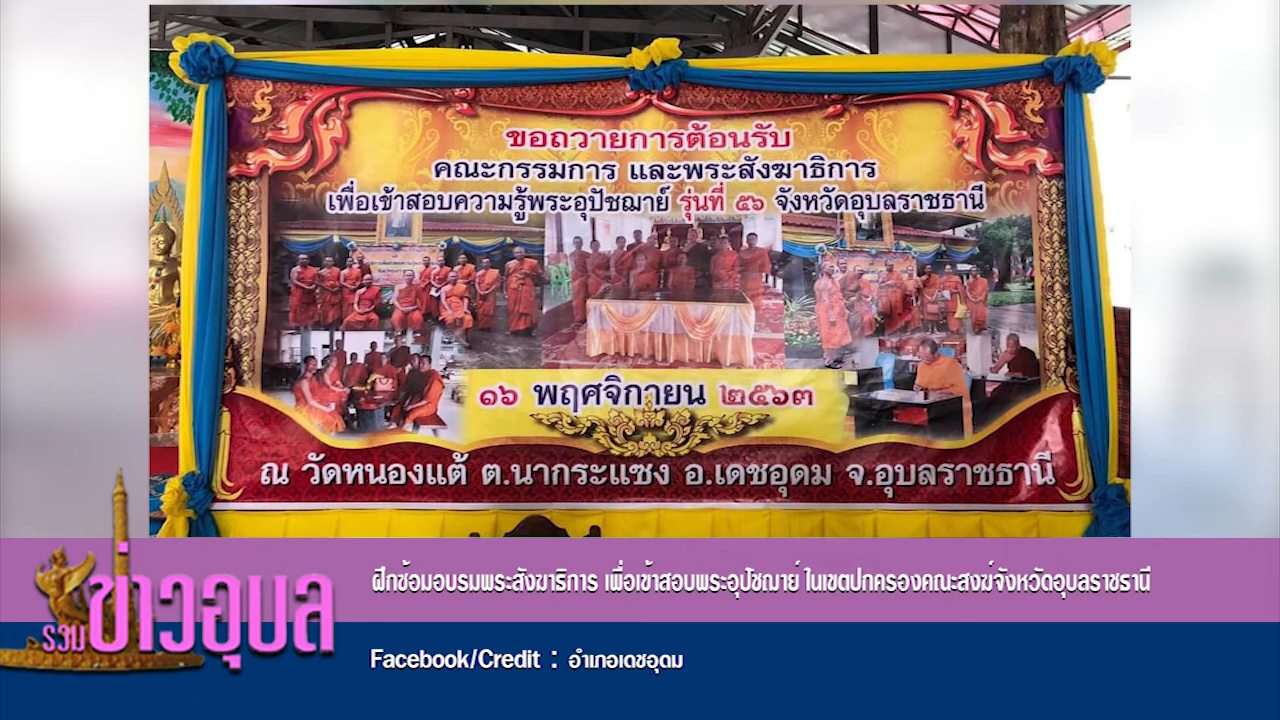 ขอถวายการต้อนรับ
คณะกรรมการ และพระสังฆาธิการ
เพื่อเข้าสอบความรู้พระอุปัชฌาย์ รุ่นที่ ๕๖ จังหวัดอุบลราชธานี
๑๖ พฤศจิกายน ๒๕๖๓
ณ วัดหนองแต้ ต.นากระแซง อ.เดชอุดม จ.อุบลราชธานี
รวมข่าวอุบล
ฝึกซ้อมอบรมพระสังฆาธิการ เพื่อเข้าสอบพระอุปัชฌาย์ ในเขตปกครองคณะสงฆ์จังหวัดอุบลราชธานี
Facebook/Credit : อำเภอเดชอุดม